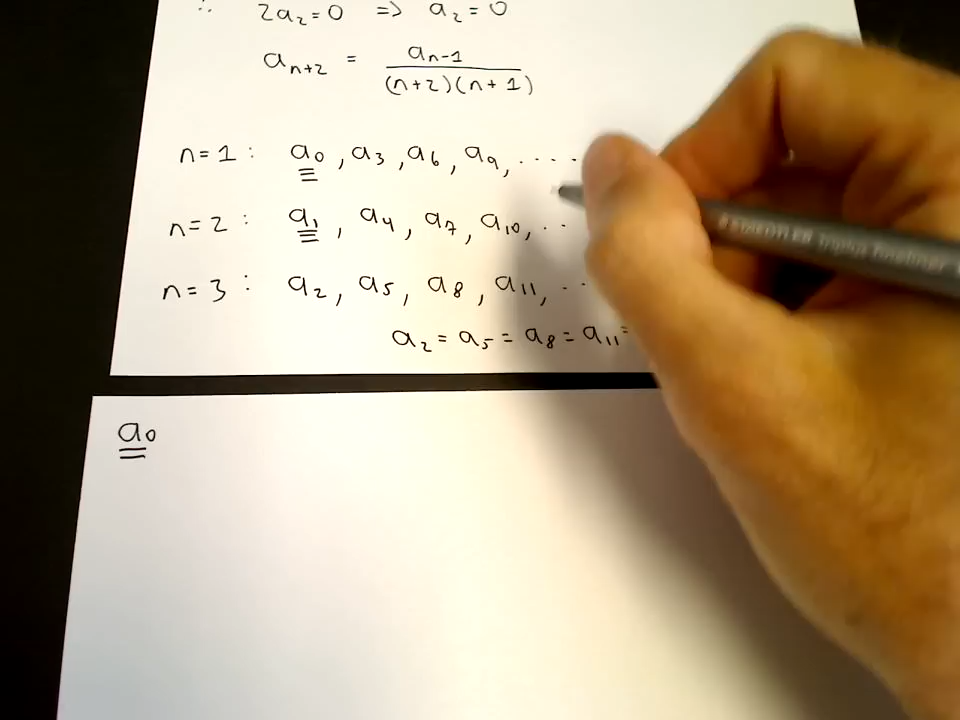 ∴ 2a₂ = 0 => a₂ = 0
aₙ₊₂ = aₙ₋₁ / (n+2)(n+1)
n = 1 : a₀ , a₃ , a₆ , a₉ , ....
n = 2 : a₁ , a₄ , a₇ , a₁₀ , ..
n = 3 : a₂ , a₅ , a₈ , a₁₁ , ..
a₂ = a₅ = a₈ = a₁₁ =
a₀